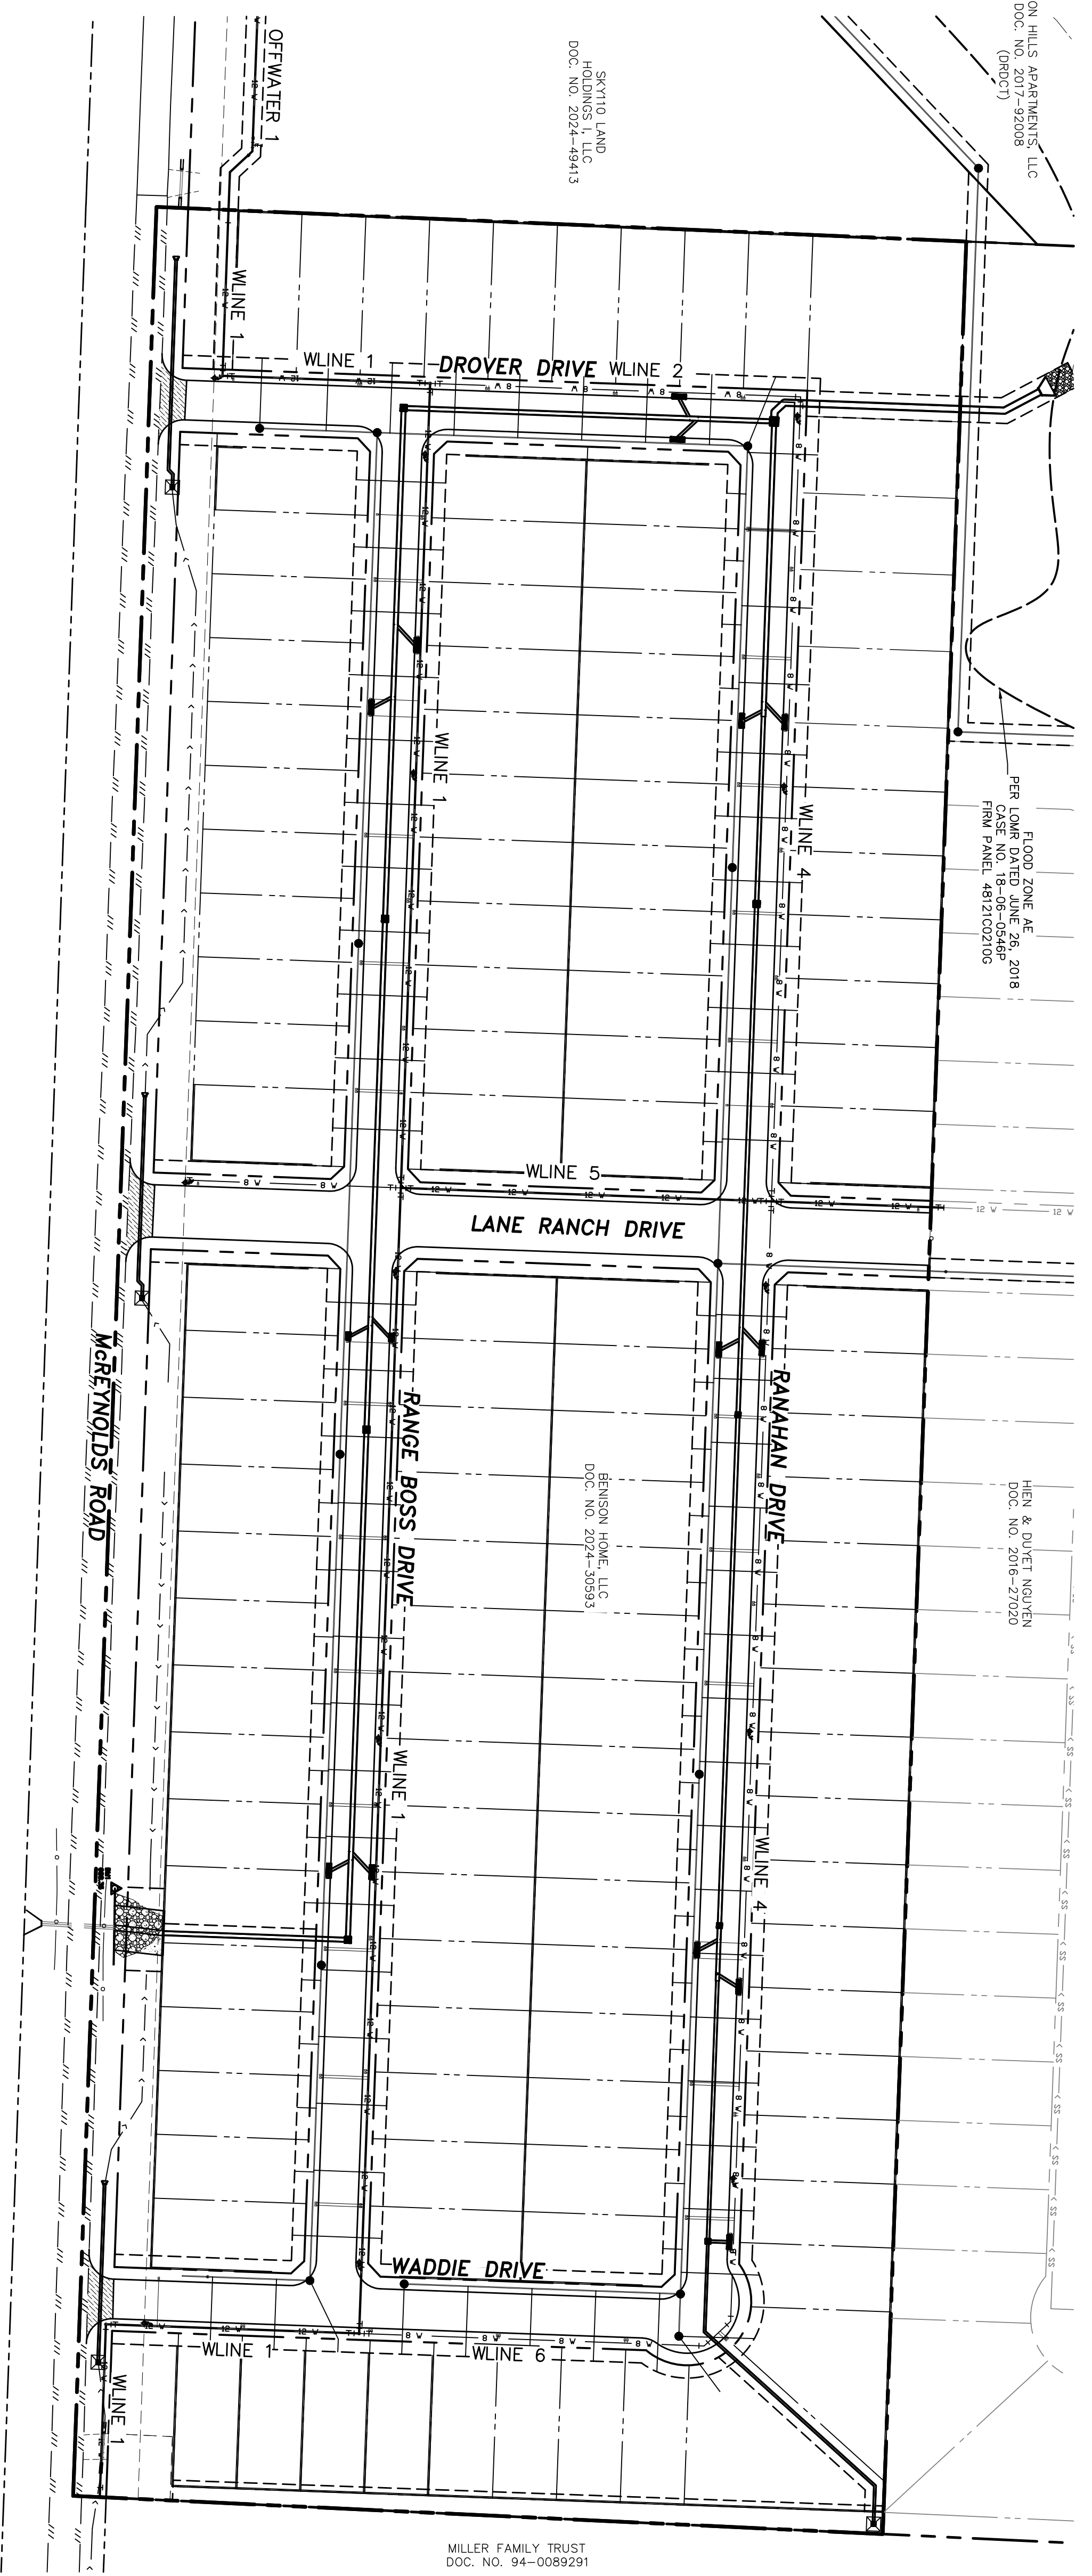 ON HILLS APARTMENTS, LLC
DOC. NO. 2017-92008
(DRDCT)
SKY110 LAND
HOLDINGS I, LLC
DOC. NO. 2024-49413
OFFWATER 1
WLINE 1
WLINE 1
DROVER DRIVE
WLINE 2
WLINE 1
WLINE 4
FLOOD ZONE AE
PER LOMR DATED JUNE 26, 2018
CASE NO. 18-06-0546P
FIRM PANEL 48121C0210G
WLINE 5
LANE RANCH DRIVE
McREYNOLDS ROAD
RANGE BOSS DRIVE
RANAHAN DRIVE
BENISON HOME, LLC
DOC. NO. 2024-30593
HIEN & DUYET NGUYEN
DOC. NO. 2016-27020
WLINE 1
WLINE 4
WADDIE DRIVE
WLINE 1
WLINE 6
WLINE 1
MILLER FAMILY TRUST
DOC. NO. 94-0089291